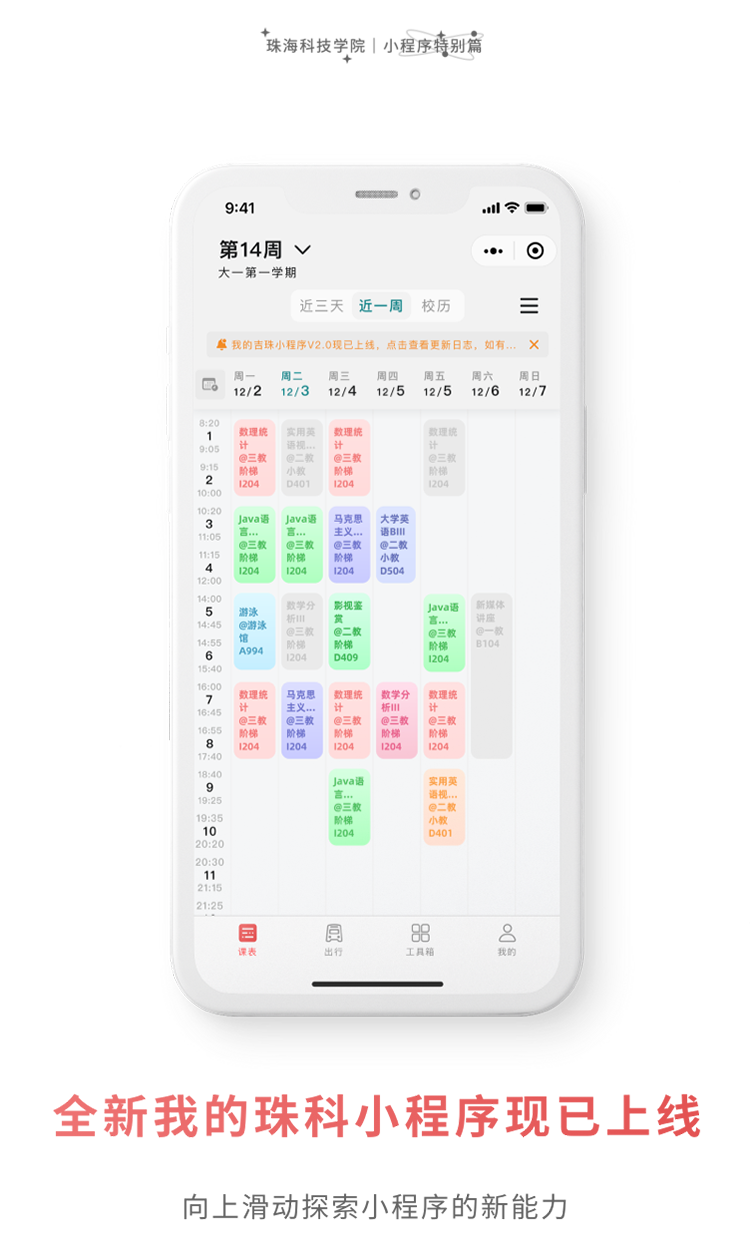 珠海科技学院｜小程序特别篇
9:41
第14周
大一第一学期
近三天 近一周 校历
我的吉珠小程序V2.0现已上线，点击查看更新日志，如有...
周一 周二 周三 周四 周五 周六 周日
12/2 12/3 12/4 12/5 12/5 12/6 12/7
8:20
1
9:05
9:15
2
10:00
数理统
计
@三教
阶梯
I204
实用英
语视...
@二教
小教
D401
数理统
计
@三教
阶梯
I204
数理统
计
@三教
阶梯
I204
10:20
3
11:05
11:15
4
12:00
Java语
言...
@三教
阶梯
I204
Java语
言...
@三教
阶梯
I204
马克思
主义...
@三教
阶梯
I204
大学英
语BIII
@二教
小教
D504
14:00
5
14:45
14:55
6
15:40
游泳
@游泳
馆
A994
数学分
析III
@三教
阶梯
I204
影视鉴
赏
@二教
阶梯
D409
Java语
言...
@三教
阶梯
I204
新媒体
讲座
@一教
B104
16:00
7
16:45
16:55
8
17:40
数理统
计
@三教
阶梯
I204
马克思
主义...
@三教
阶梯
I204
数理统
计
@三教
阶梯
I204
数学分
析III
@三教
阶梯
I204
数理统
计
@三教
阶梯
I204
18:40
9
19:25
19:35
10
20:20
Java语
言...
@三教
阶梯
I204
实用英
语视...
@二教
小教
D401
20:30
11
21:15
21:25
课表 出行 工具箱 我的
全新我的珠科小程序现已上线
向上滑动探索小程序的新能力